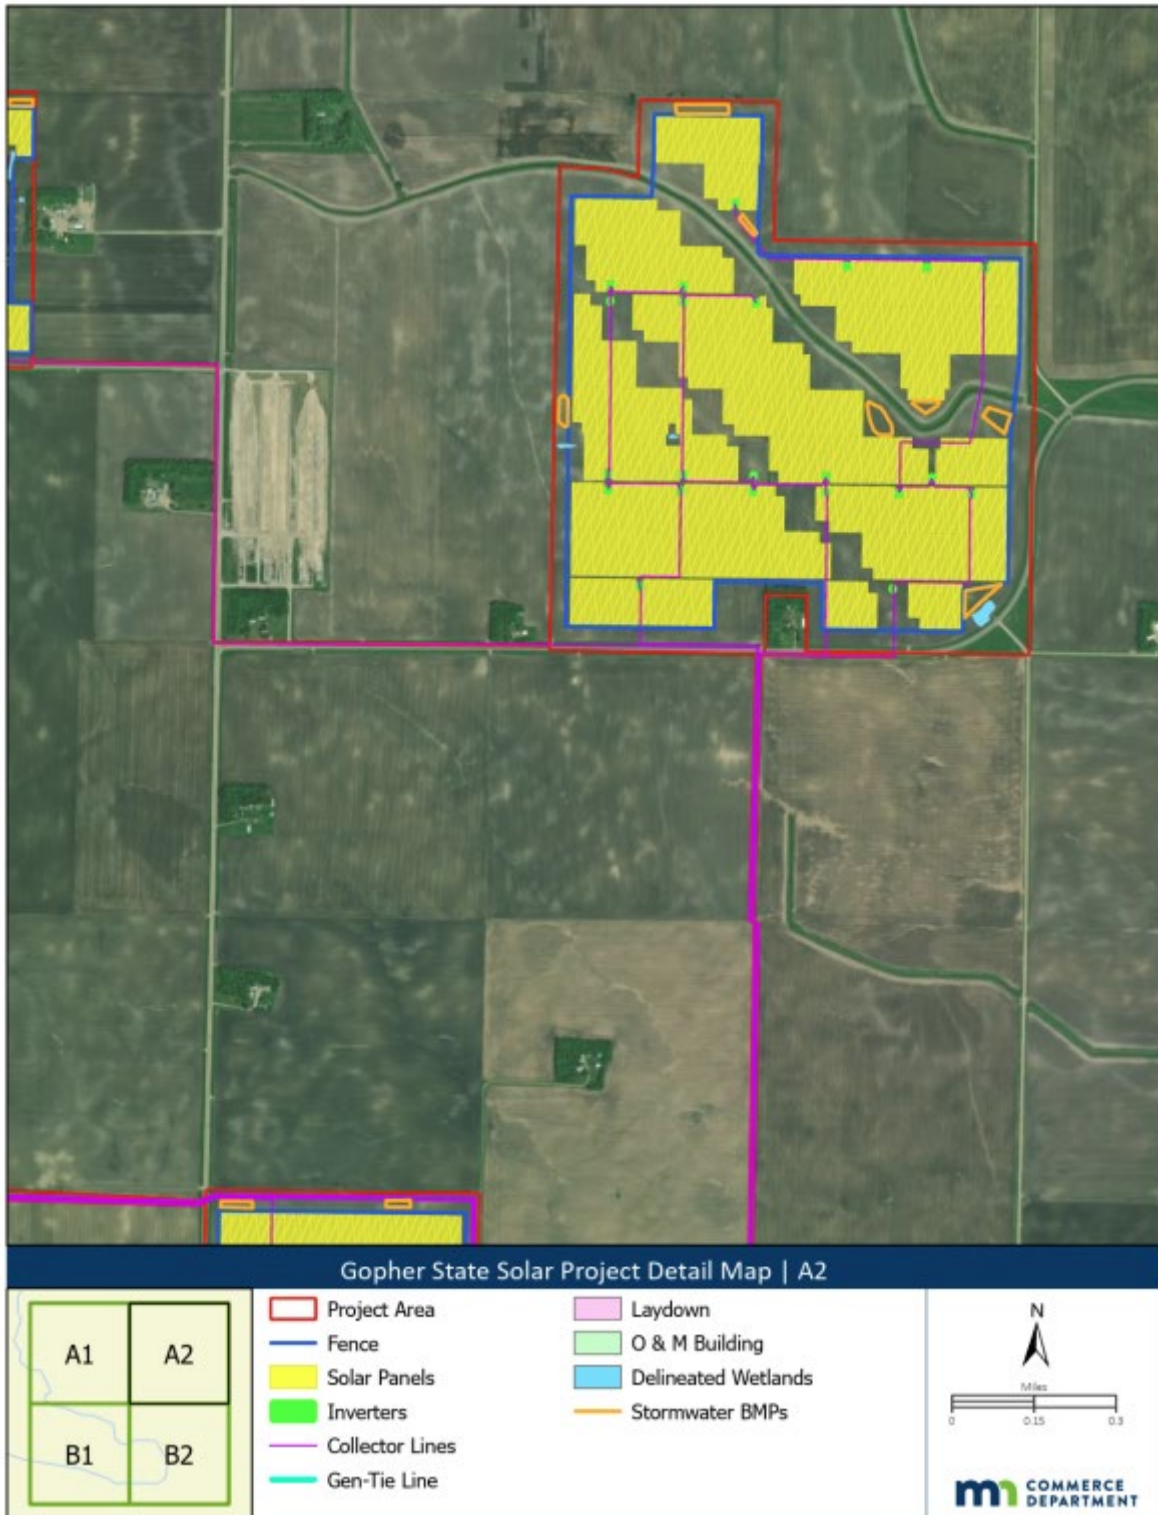 Gopher State Solar Project Detail Map | A2
A1
A2
B1
B2
Project Area
Fence
Solar Panels
Inverters
Collector Lines
Gen-Tie Line
Laydown
O & M Building
Delineated Wetlands
Stormwater BMPs
N
Miles
0 0.15 0.3
mn COMMERCE
DEPARTMENT